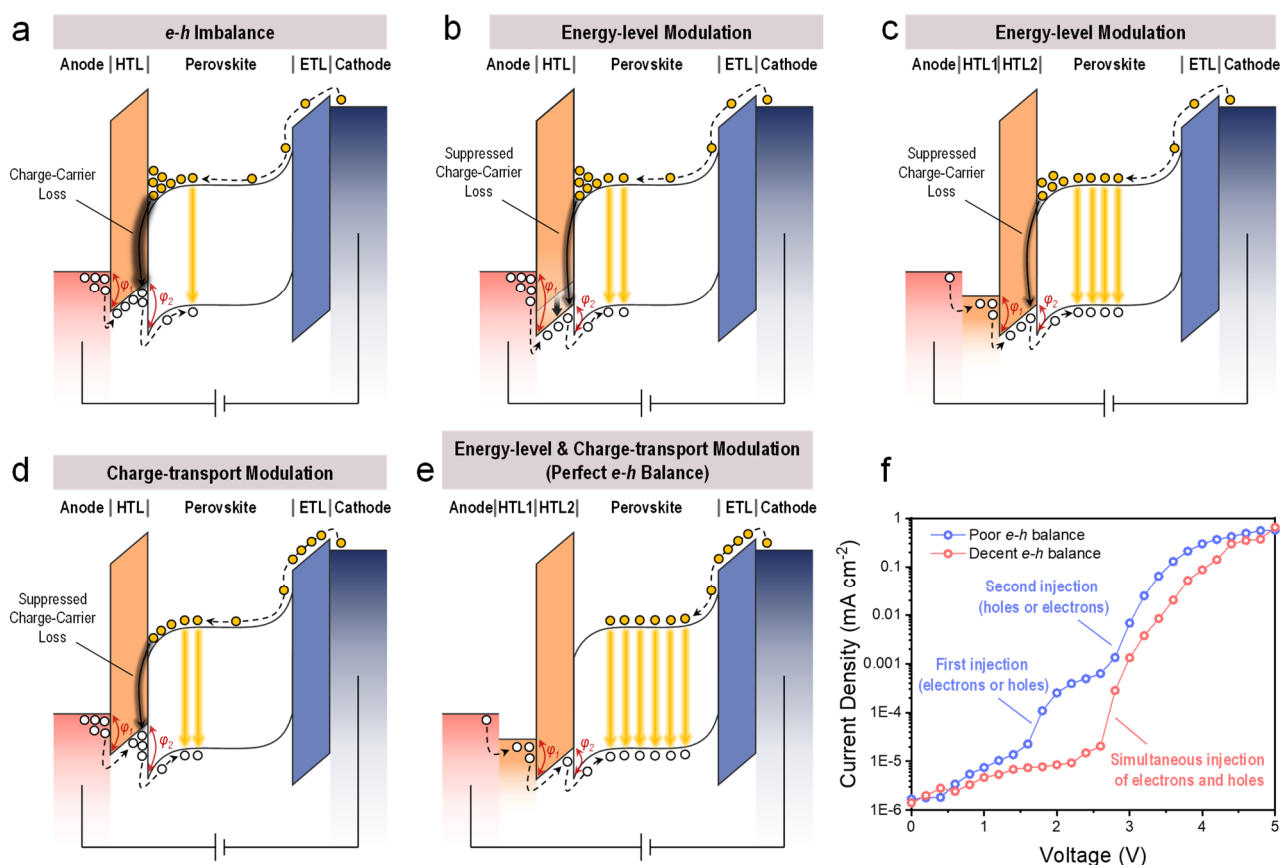 a
e-h Imbalance
Anode | HTL | Perovskite | ETL | Cathode
Charge-Carrier
Loss
φ1
φ2
b
Energy-level Modulation
Anode | HTL | Perovskite | ETL | Cathode
Suppressed
Charge-Carrier
Loss
φ1
φ2
c
Energy-level Modulation
Anode |HTL1 |HTL2 | Perovskite | ETL | Cathode
Suppressed
Charge-Carrier
Loss
φ1
φ2
d
Charge-transport Modulation
Anode | HTL | Perovskite | ETL | Cathode
Suppressed
Charge-Carrier
Loss
φ1
φ2
e
Energy-level & Charge-transport Modulation
(Perfect e-h Balance)
Anode|HTL1 |HTL2 | Perovskite | ETL | Cathode
φ1
φ2
f
Poor e-h balance
Decent e-h balance
Second injection
(holes or electrons)
First injection
(electrons or holes)
Simultaneous injection
of electrons and holes
Current Density (mA cm-2)
1
0.1
0.01
0.001
1E-4
1E-5
1E-6
0 1 2 3 4 5
Voltage (V)